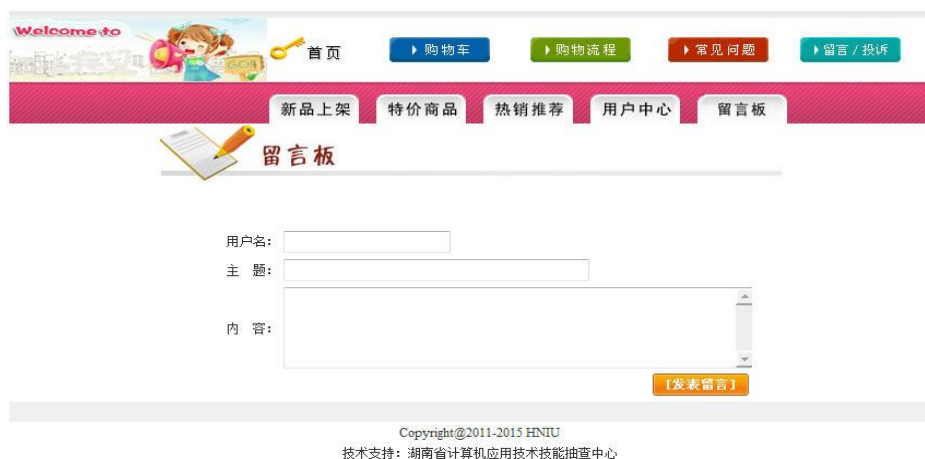 Welcome to
GO!!
首页
购物车
购物流程
常见问题
留言/投诉
新品上架
特价商品
热销推荐
用户中心
留言板
留言板
用户名：
主 题：
内 容：
[发表留言]
Copyright@2011-2015 HNIU
技术支持：湖南省计算机应用技术技能抽查中心